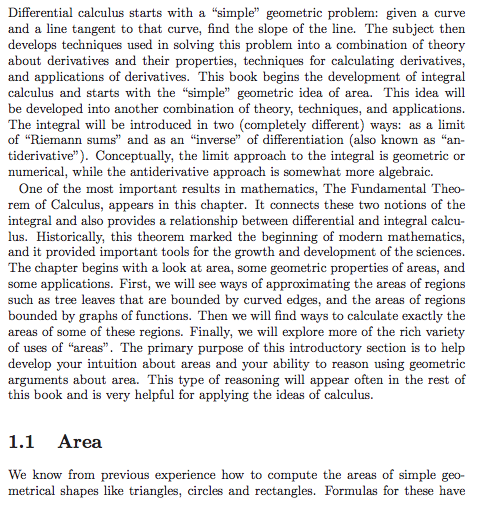 Differential calculus starts with a “simple” geometric problem: given a curve
and a line tangent to that curve, find the slope of the line. The subject then
develops techniques used in solving this problem into a combination of theory
about derivatives and their properties, techniques for calculating derivatives,
and applications of derivatives. This book begins the development of integral
calculus and starts with the “simple” geometric idea of area. This idea will
be developed into another combination of theory, techniques, and applications.
The integral will be introduced in two (completely different) ways: as a limit
of “Riemann sums” and as an “inverse” of differentiation (also known as “an-
tiderivative”). Conceptually, the limit approach to the integral is geometric or
numerical, while the antiderivative approach is somewhat more algebraic.
One of the most important results in mathematics, The Fundamental Theo-
rem of Calculus, appears in this chapter. It connects these two notions of the
integral and also provides a relationship between differential and integral calcu-
lus. Historically, this theorem marked the beginning of modern mathematics,
and it provided important tools for the growth and development of the sciences.
The chapter begins with a look at area, some geometric properties of areas, and
some applications. First, we will see ways of approximating the areas of regions
such as tree leaves that are bounded by curved edges, and the areas of regions
bounded by graphs of functions. Then we will find ways to calculate exactly the
areas of some of these regions. Finally, we will explore more of the rich variety
of uses of “areas”. The primary purpose of this introductory section is to help
develop your intuition about areas and your ability to reason using geometric
arguments about area. This type of reasoning will appear often in the rest of
this book and is very helpful for applying the ideas of calculus.
1.1 Area
We know from previous experience how to compute the areas of simple geo-
metrical shapes like triangles, circles and rectangles. Formulas for these have